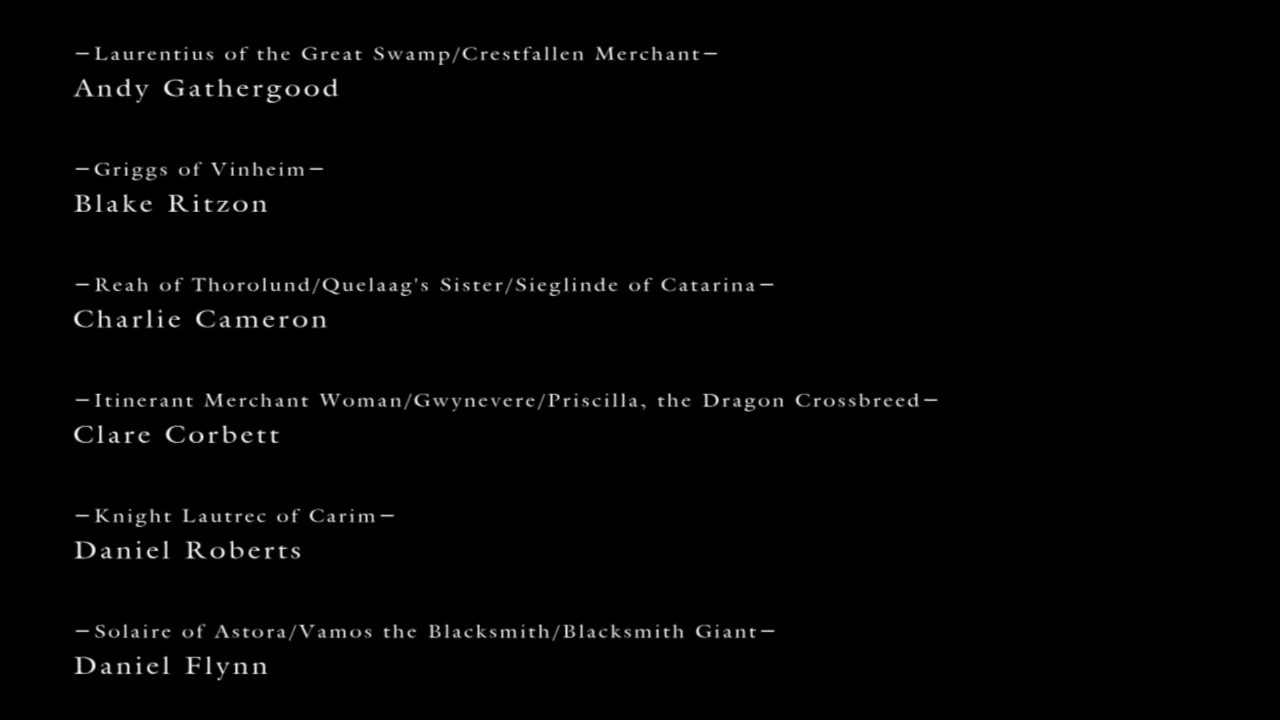 —Laurentius of the Great Swamp/Crestfallen Merchant—
Andy Gathergood
—Griggs of Vinheim—
Blake Ritzon
—Reah of Thorolund/Quelaag's Sister/Sieglinde of Catarina—
Charlie Cameron
—Itinerant Merchant Woman/Gwynevere/Priscilla, the Dragon Crossbreed—
Clare Corbett
—Knight Lautrec of Carim—
Daniel Roberts
—Solaire of Astora/Vamos the Blacksmith/Blacksmith Giant—
Daniel Flynn